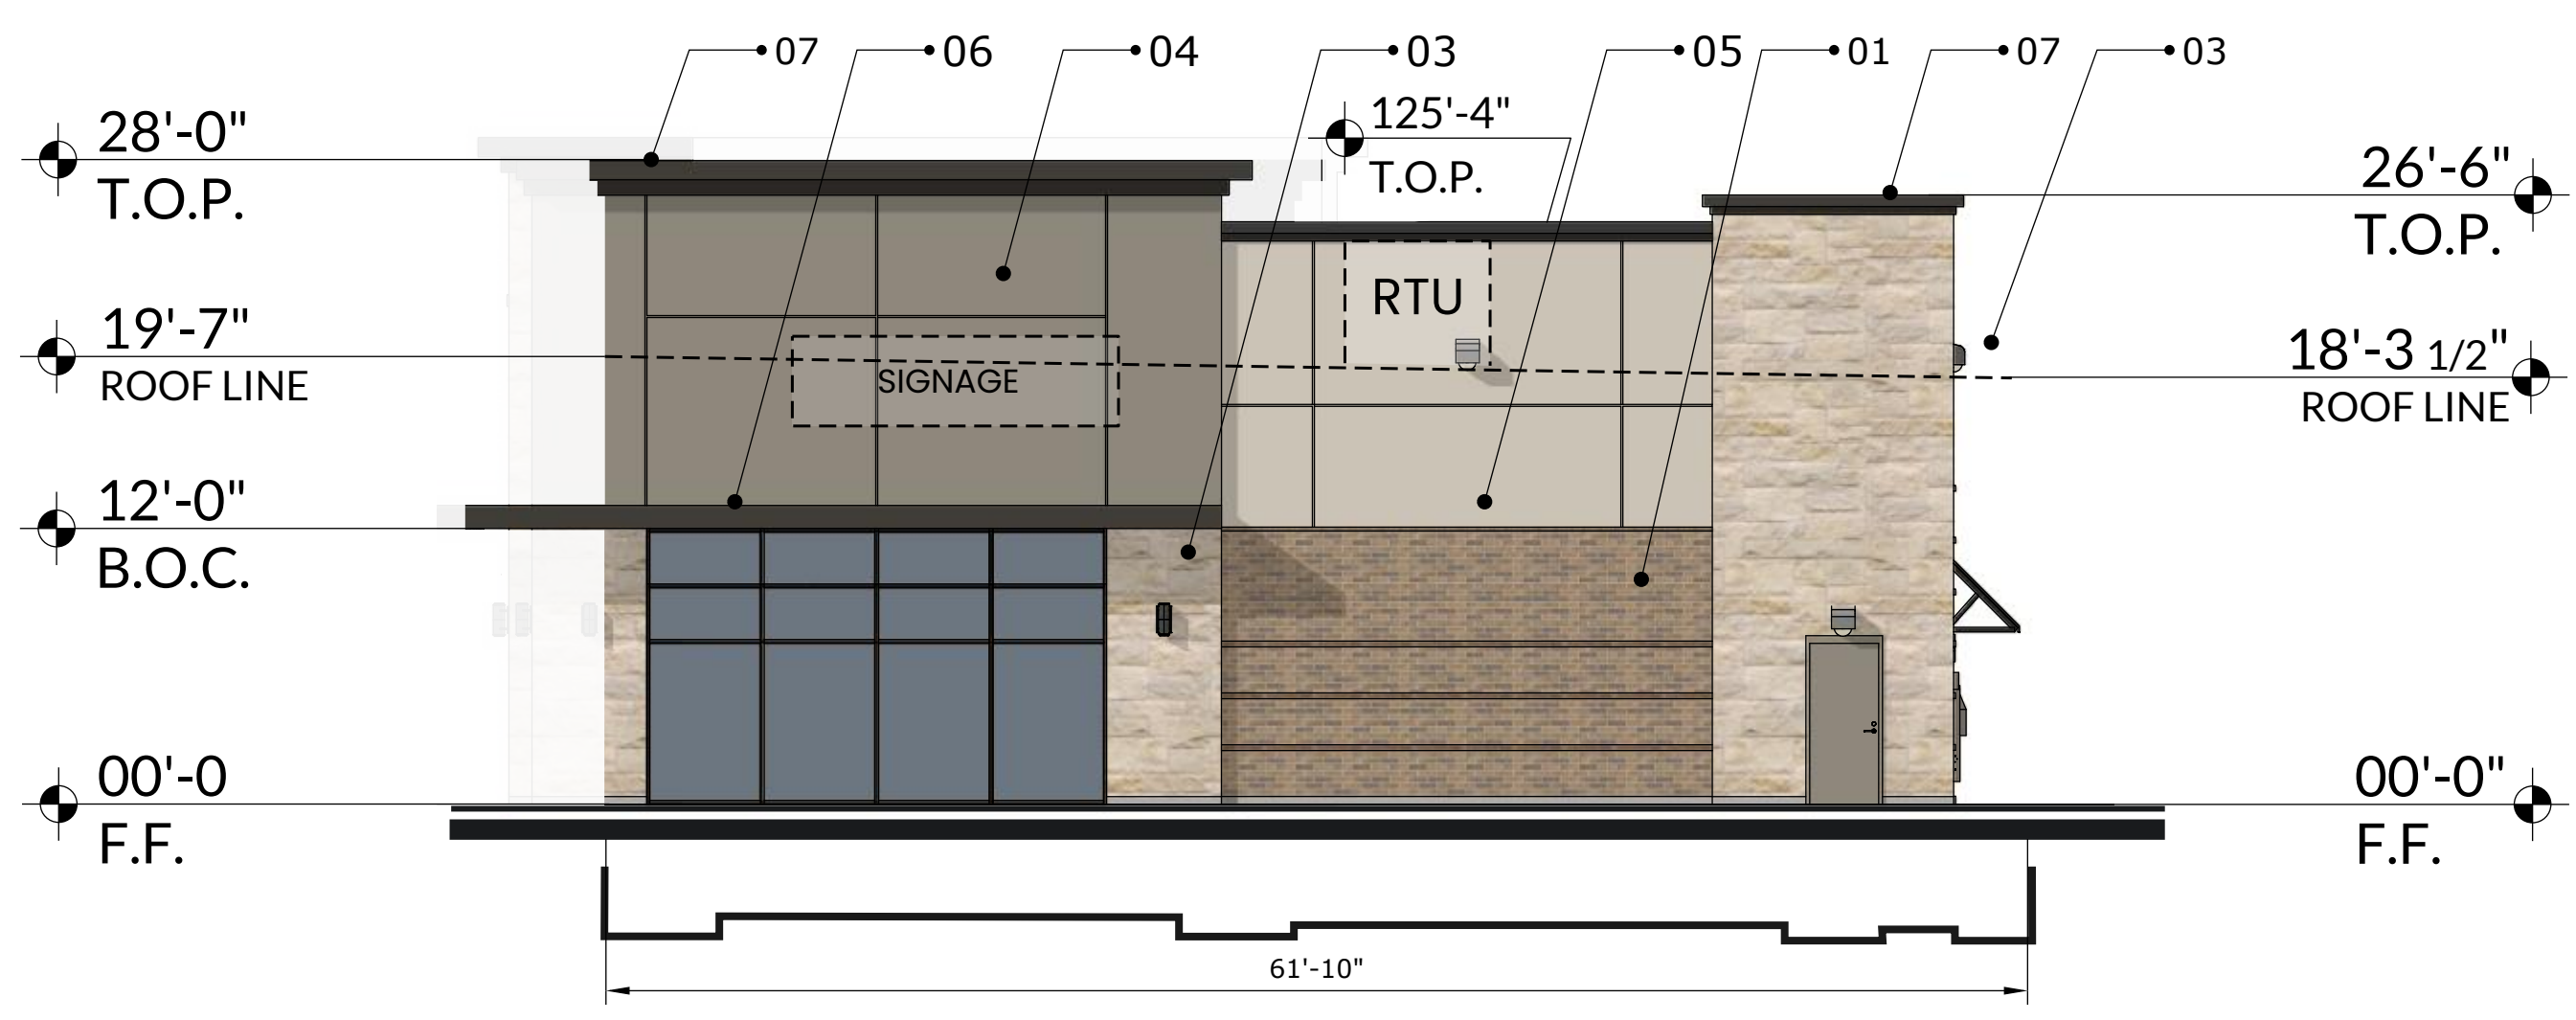 07
06
04
03
05
01
07
03
28'-0"
T.O.P.
125'-4"
T.O.P.
26'-6"
T.O.P.
RTU
19'-7"
ROOF LINE
18'-3 1/2"
ROOF LINE
SIGNAGE
12'-0"
B.O.C.
00'-0
F.F.
00'-0"
F.F.
61'-10"